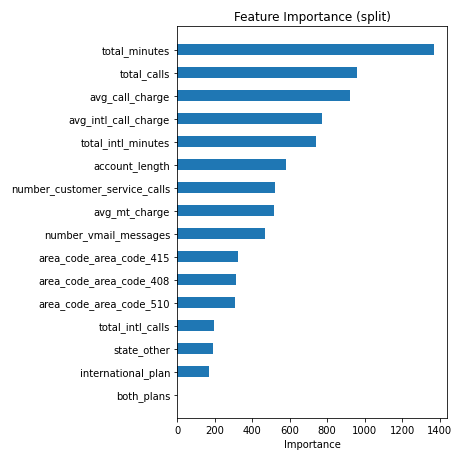 Feature Importance (split)
total_minutes
total_calls
avg_call_charge
avg_intl_call_charge
total_intl_minutes
account_length
number_customer_service_calls
avg_mt_charge
number_vmail_messages
area_code_area_code_415
area_code_area_code_408
area_code_area_code_510
total_intl_calls
state_other
international_plan
both_plans
0 200 400 600 800 1000 1200 1400
Importance